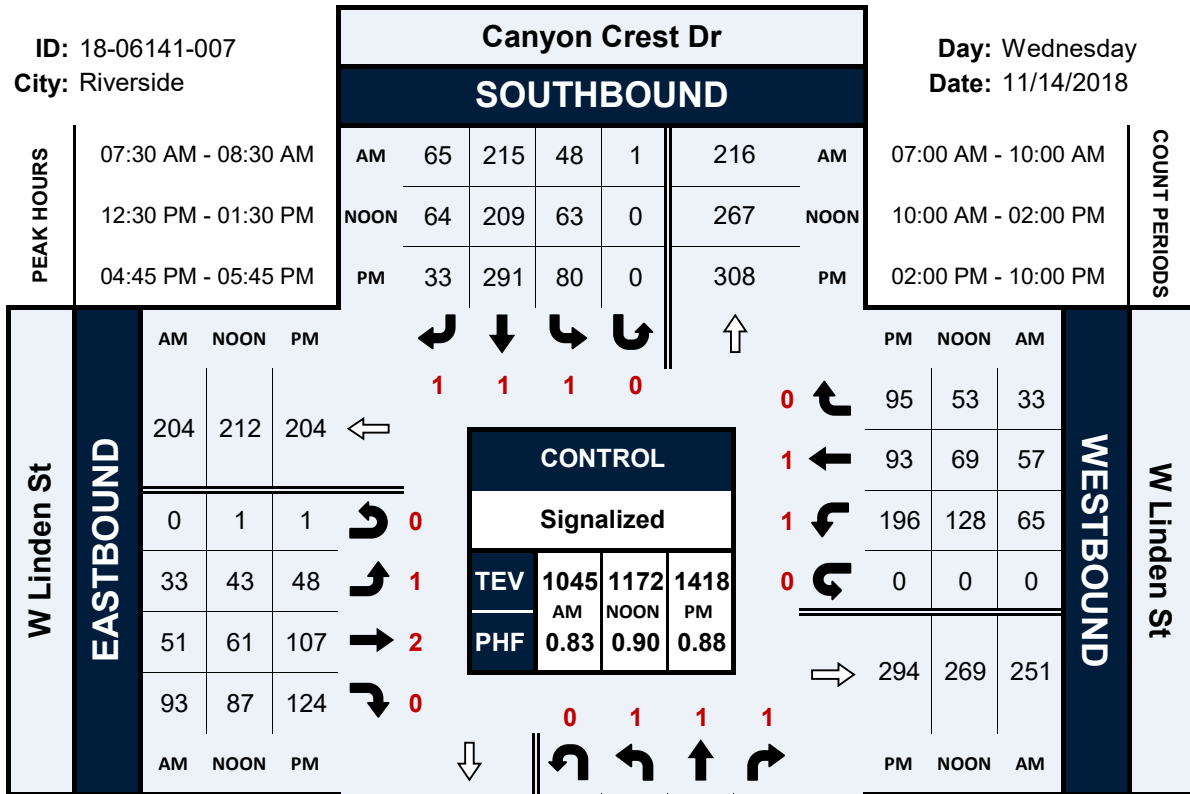 ID: 18-06141-007
City: Riverside
Canyon Crest Dr
SOUTHBOUND
Day: Wednesday
Date: 11/14/2018
PEAK HOURS
07:30 AM - 08:30 AM
12:30 PM - 01:30 PM
04:45 PM - 05:45 PM
AM 65 215 48 1 216 AM
NOON 64 209 63 0 267 NOON
PM 33 291 80 0 308 PM
07:00 AM - 10:00 AM
10:00 AM - 02:00 PM
02:00 PM - 10:00 PM
COUNT PERIODS
1 1 1 0
W Linden St
EASTBOUND
AM NOON PM
204 212 204
0 1 1 0
33 43 48 1
51 61 107 2
93 87 124 0
AM NOON PM
CONTROL
Signalized
TEV 1045 1172 1418
AM NOON PM
PHF 0.83 0.90 0.88
0 1 1 1
PM NOON AM
0 95 53 33
1 93 69 57
1 196 128 65
0 0 0 0
294 269 251
PM NOON AM
WESTBOUND
W Linden St